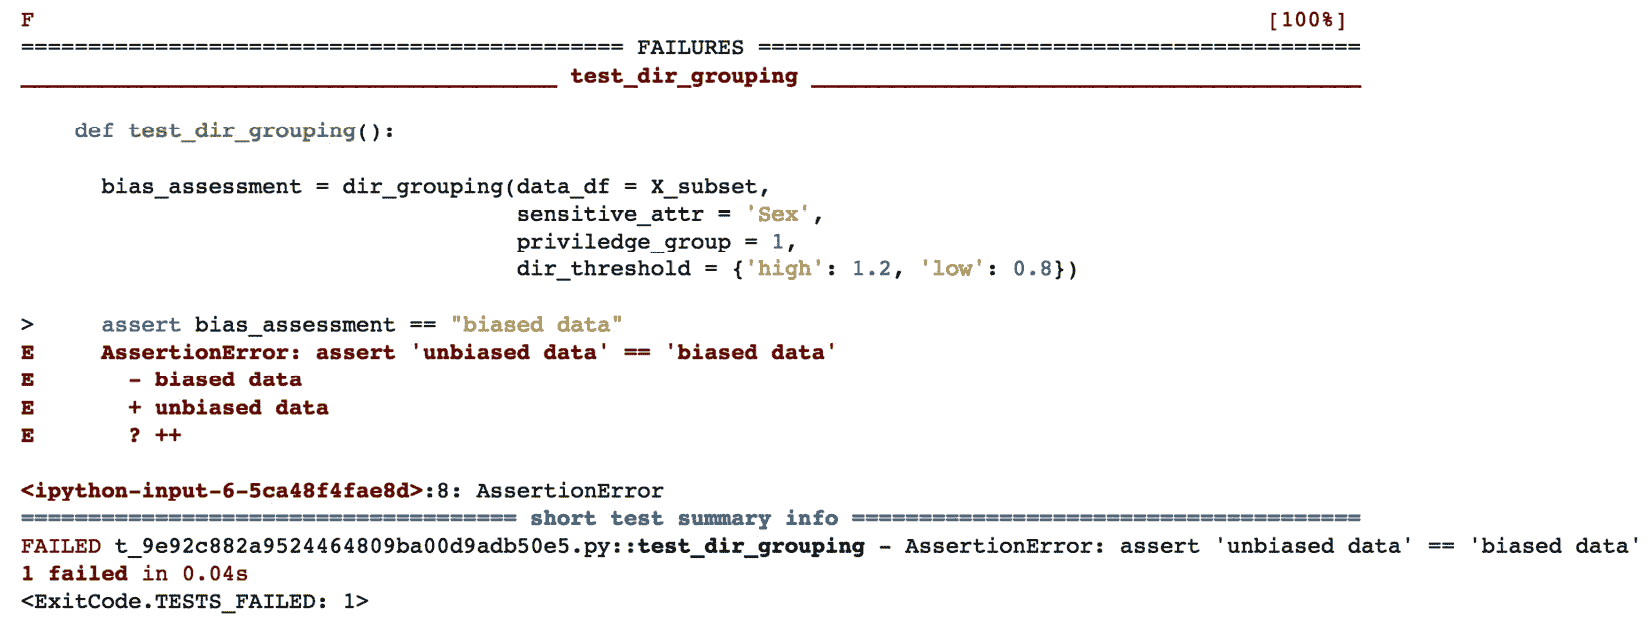 F [100%]
============================================= FAILURES =============================================
________________________________________ test_dir_grouping _________________________________________
def test_dir_grouping():
bias_assessment = dir_grouping(data_df = X_subset,
sensitive_attr = 'Sex',
priviledge_group = 1,
dir_threshold = {'high': 1.2, 'low': 0.8})
> assert bias_assessment == "biased data"
E AssertionError: assert 'unbiased data' == 'biased data'
E - biased data
E + unbiased data
E ? ++
<ipython-input-6-5ca48f4fae8d>:8: AssertionError
===================================== short test summary info ======================================
FAILED t_9e92c882a9524464809ba00d9adb50e5.py::test_dir_grouping - AssertionError: assert 'unbiased data' == 'biased data'
1 failed in 0.04s
<ExitCode.TESTS_FAILED: 1>